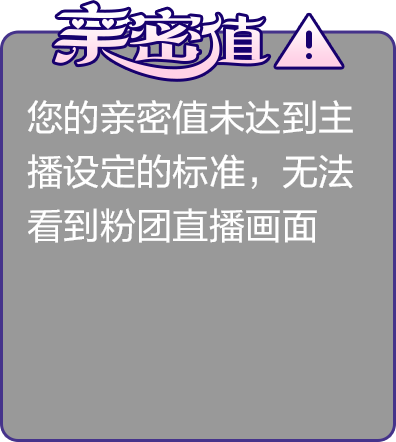 亲密值
您的亲密值未达到主
播设定的标准，无法
看到粉团直播画面